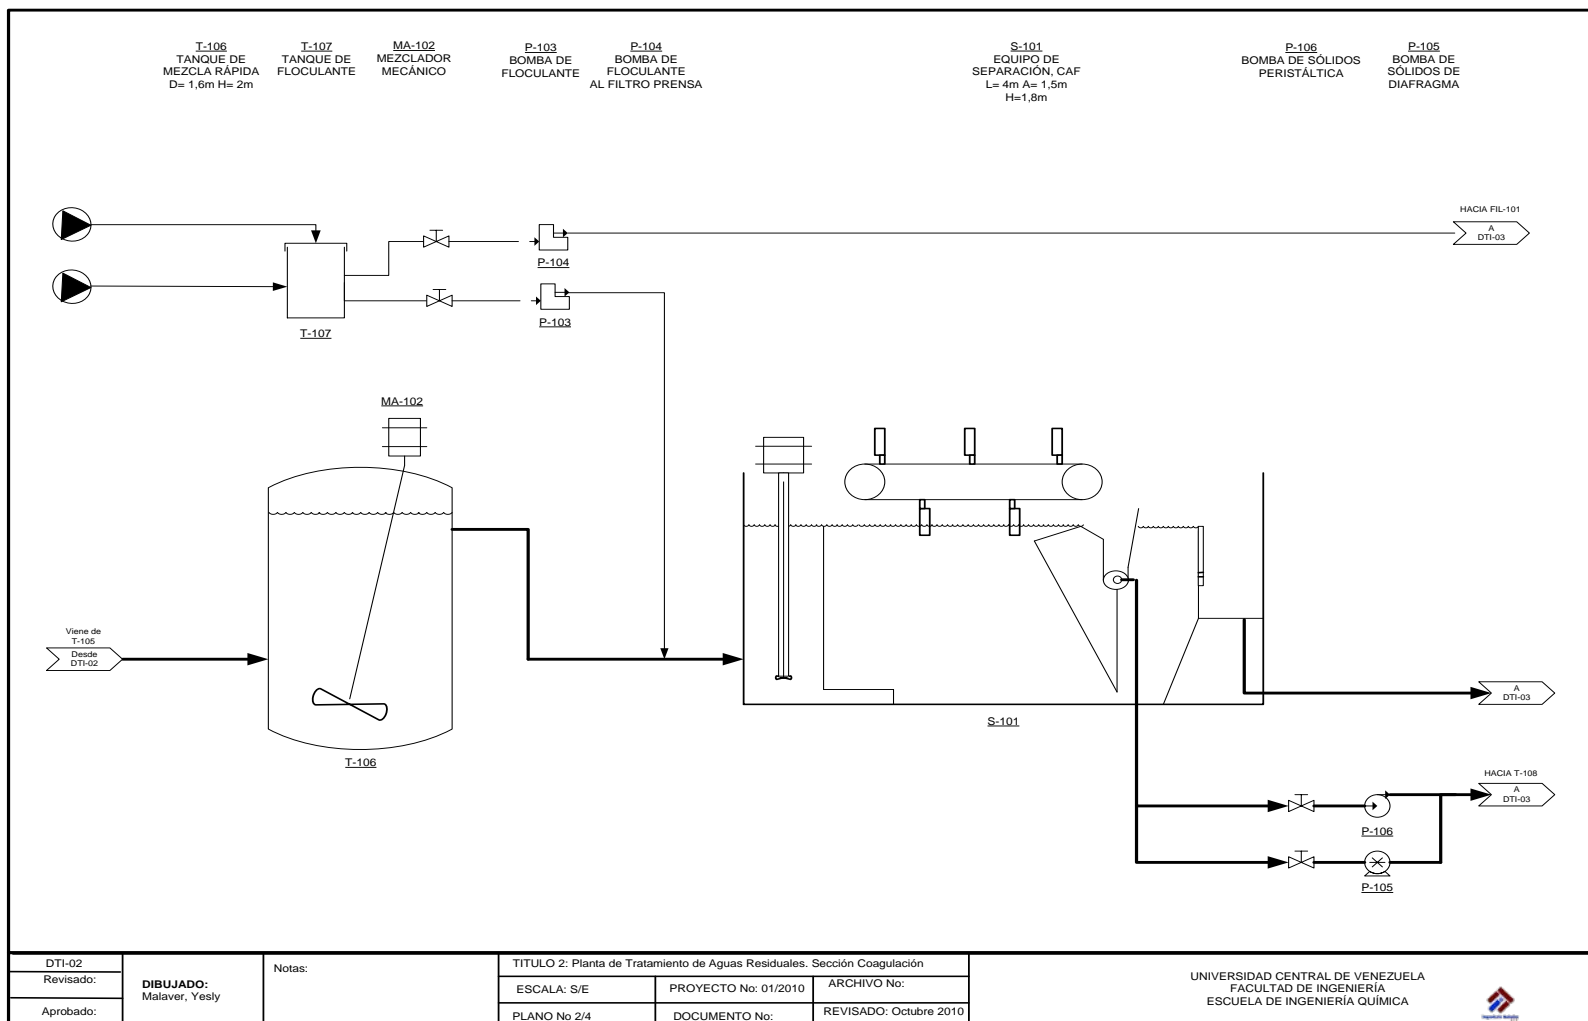 T-106
TANQUE DE
MEZCLA RÁPIDA
D= 1,6m H= 2m
T-107
TANQUE DE
FLOCULANTE
MA-102
MEZCLADOR
MECÁNICO
P-103
BOMBA DE
FLOCULANTE
P-104
BOMBA DE
FLOCULANTE
AL FILTRO PRENSA
S-101
EQUIPO DE
SEPARACIÓN, CAF
L= 4m A= 1,5m
H=1,8m
P-106
BOMBA DE SÓLIDOS
PERISTÁLTICA
P-105
BOMBA DE
SÓLIDOS DE
DIAFRAGMA
HACIA FIL-101
A
DTI-03
P-104
P-103
T-107
MA-102
Viene de
T-105
Desde
DTI-02
T-106
S-101
A
DTI-03
HACIA T-108
A
DTI-03
P-106
P-105
DTI-02
Revisado:
Aprobado:
DIBUJADO:
Malaver, Yesly
Notas:
TITULO 2: Planta de Tratamiento de Aguas Residuales. Sección Coagulación
ESCALA: S/E
PROYECTO No: 01/2010
ARCHIVO No:
PLANO No 2/4
DOCUMENTO No:
REVISADO: Octubre 2010
UNIVERSIDAD CENTRAL DE VENEZUELA
FACULTAD DE INGENIERÍA
ESCUELA DE INGENIERÍA QUÍMICA